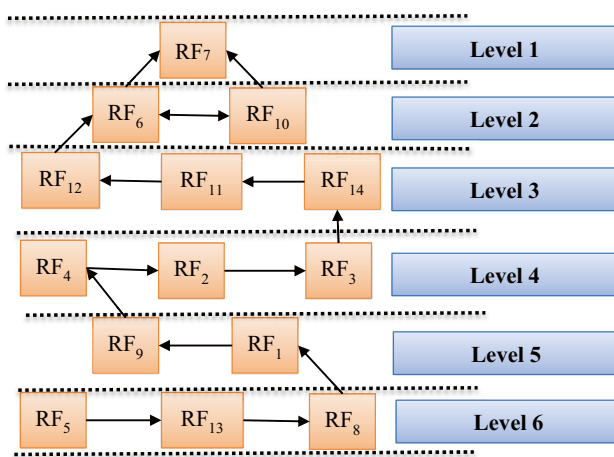 RF₇ Level 1
RF₆ RF₁₀ Level 2
RF₁₂ RF₁₁ RF₁₄ Level 3
RF₄ RF₂ RF₃ Level 4
RF₉ RF₁ Level 5
RF₅ RF₁₃ RF₈ Level 6